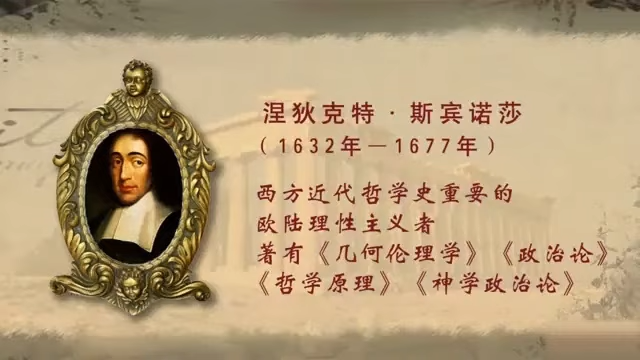 涅狄克特·斯宾诺莎
（1632年—1677年）
西方近代哲学史重要的
欧陆理性主义者
著有《几何伦理学》《政治论》
《哲学原理》《神学政治论》